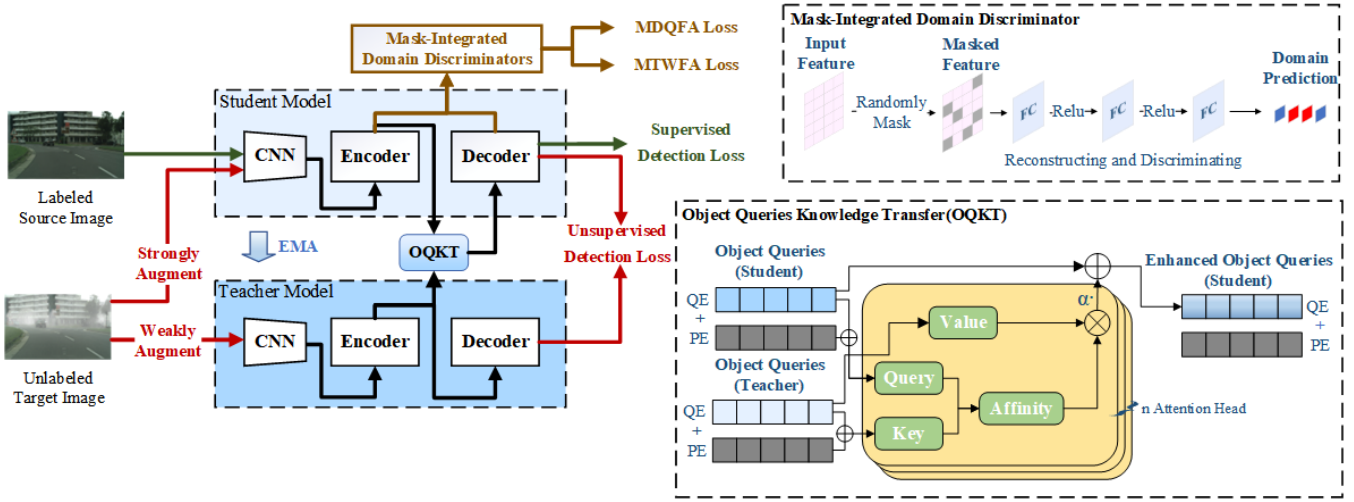 Mask-Integrated
Domain Discriminators
MDQFA Loss
MTWFA Loss
Student Model
CNN
Encoder
Decoder
Supervised
Detection Loss
Labeled
Source Image
Strongly
Augment
EMA
OQKT
Unsupervised
Detection Loss
Teacher Model
Weakly
Augment
CNN
Encoder
Decoder
Unlabeled
Target Image
Mask-Integrated Domain Discriminator
Input
Feature
-Randomly
Mask
Masked
Feature
FC
-Relu
FC
-Relu
FC
Domain
Prediction
Reconstructing and Discriminating
Object Queries Knowledge Transfer(OQKT)
Object Queries
(Student)
QE
+
PE
Object Queries
(Teacher)
QE
+
PE
Value
Query
Key
Affinity
α·
n Attention Head
Enhanced Object Queries
(Student)
QE
+
PE